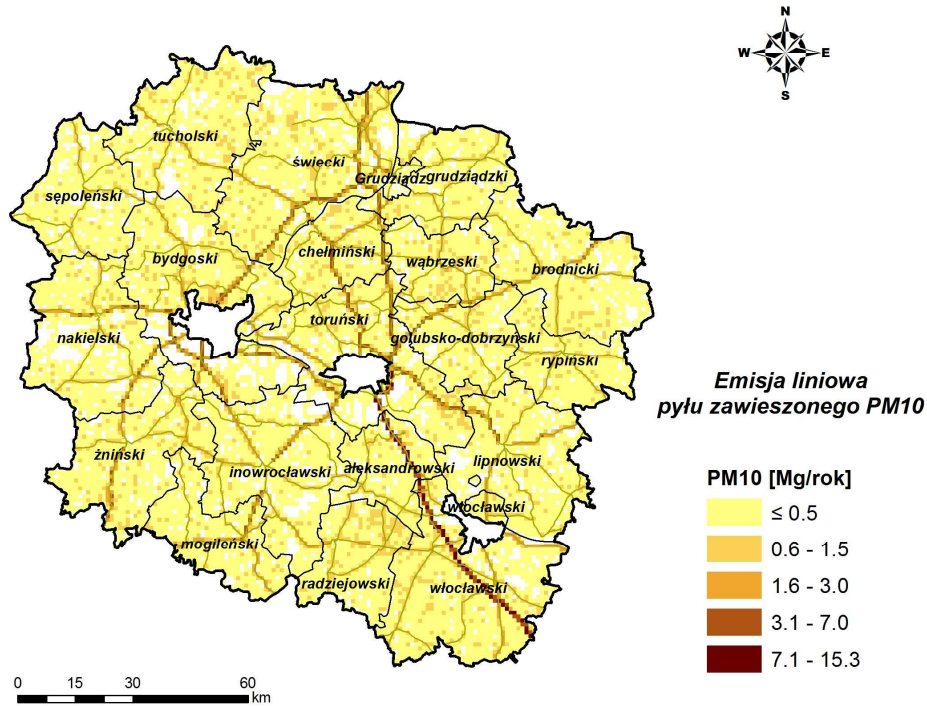 N
W E
S
tucholski
świecki
Grudziądz grudziądzki
sępoleński
chełmiński
bydgoski
wąbrzeski
brodnicki
toruński
nakielski
golubsko-dobrzyński
rypiński
Emisja liniowa
pyłu zawieszonego PM10
żniński
inowrocławski
aleksandrowski
lipnowski
PM10 [Mg/rok]
włocławski
≤ 0.5
mogileński
0.6 - 1.5
radziejowski
włocławski
1.6 - 3.0
3.1 - 7.0
7.1 - 15.3
0 15 30 60
km